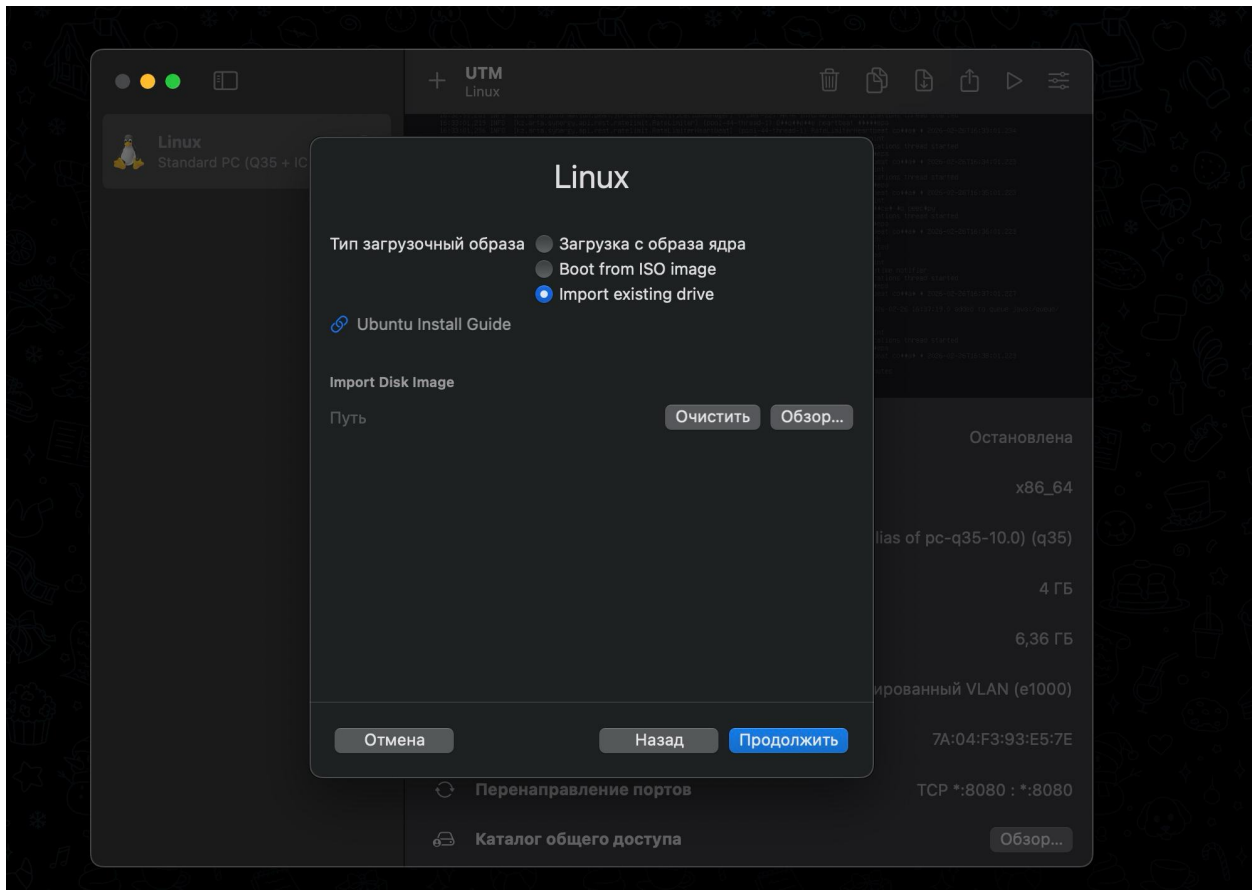 UTM
Linux
Linux
Standard PC (Q35 + IC
Linux
Тип загрузочный образа
Загрузка с образа ядра
Boot from ISO image
Import existing drive
Ubuntu Install Guide
Import Disk Image
Путь
Очистить
Обзор...
Остановлена
x86_64
lias of pc-q35-10.0) (q35)
4 ГБ
6,36 ГБ
ированный VLAN (e1000)
Отмена
Назад
Продолжить
7A:04:F3:93:E5:7E
Перенаправление портов
TCP *:8080 : *:8080
Каталог общего доступа
Обзор...